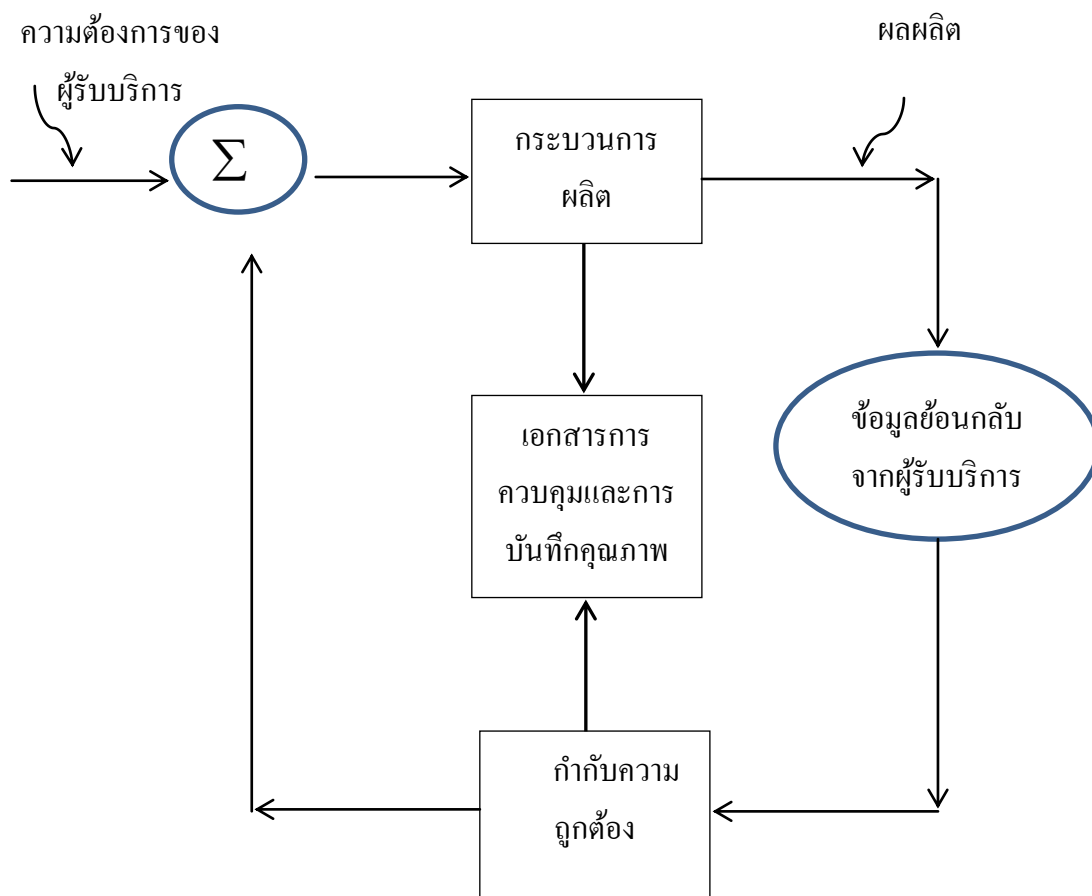 ความต้องการของ
ผู้รับบริการ
ผลผลิต
Σ
กระบวนการ
ผลิต
เอกสารการ
ควบคุมและการ
บันทึกคุณภาพ
ข้อมูลย้อนกลับ
จากผู้รับบริการ
กำกับความ
ถูกต้อง